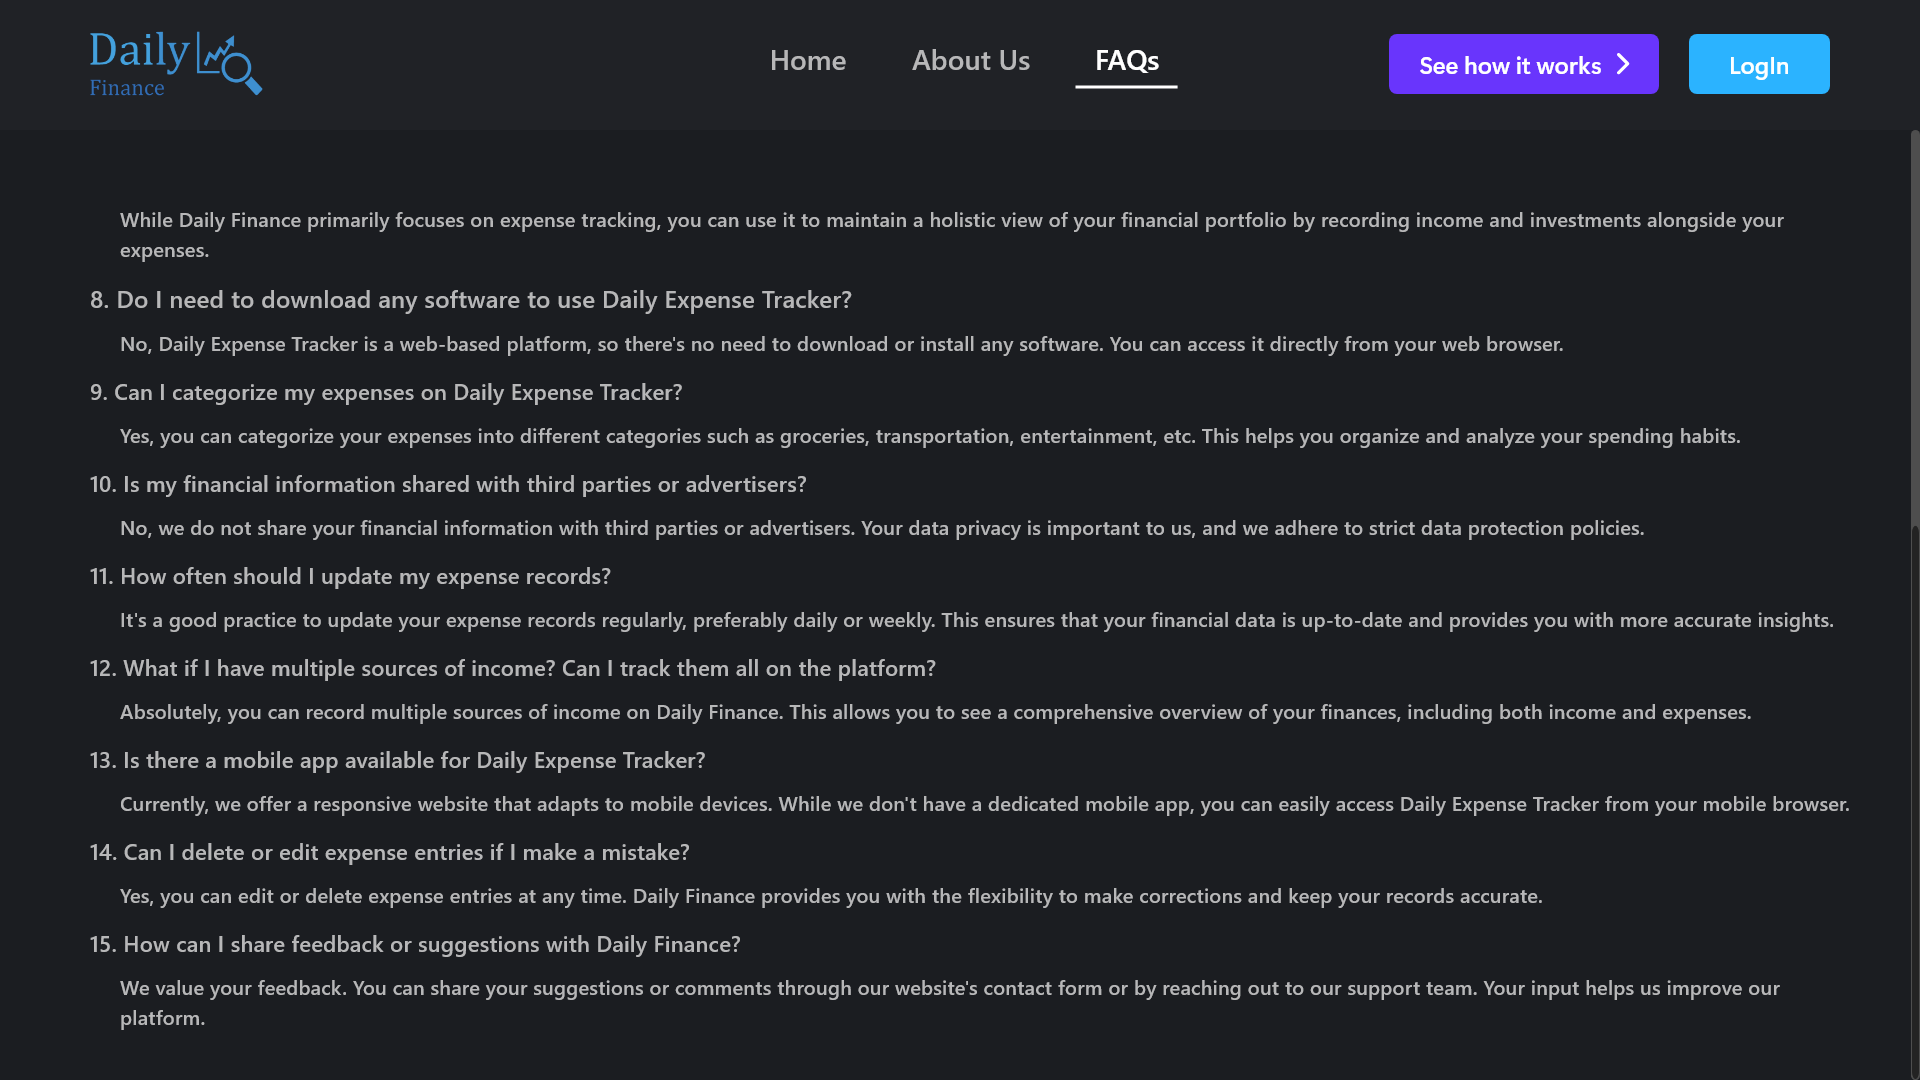 Daily
Finance
Home
About Us
FAQs
See how it works
LogIn
While Daily Finance primarily focuses on expense tracking, you can use it to maintain a holistic view of your financial portfolio by recording income and investments alongside your
expenses.
8. Do I need to download any software to use Daily Expense Tracker?
No, Daily Expense Tracker is a web-based platform, so there's no need to download or install any software. You can access it directly from your web browser.
9. Can I categorize my expenses on Daily Expense Tracker?
Yes, you can categorize your expenses into different categories such as groceries, transportation, entertainment, etc. This helps you organize and analyze your spending habits.
10. Is my financial information shared with third parties or advertisers?
No, we do not share your financial information with third parties or advertisers. Your data privacy is important to us, and we adhere to strict data protection policies.
11. How often should I update my expense records?
It's a good practice to update your expense records regularly, preferably daily or weekly. This ensures that your financial data is up-to-date and provides you with more accurate insights.
12. What if I have multiple sources of income? Can I track them all on the platform?
Absolutely, you can record multiple sources of income on Daily Finance. This allows you to see a comprehensive overview of your finances, including both income and expenses.
13. Is there a mobile app available for Daily Expense Tracker?
Currently, we offer a responsive website that adapts to mobile devices. While we don't have a dedicated mobile app, you can easily access Daily Expense Tracker from your mobile browser.
14. Can I delete or edit expense entries if I make a mistake?
Yes, you can edit or delete expense entries at any time. Daily Finance provides you with the flexibility to make corrections and keep your records accurate.
15. How can I share feedback or suggestions with Daily Finance?
We value your feedback. You can share your suggestions or comments through our website's contact form or by reaching out to our support team. Your input helps us improve our
platform.